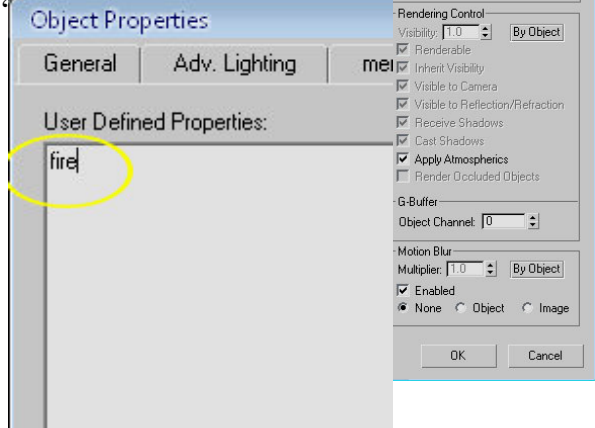 “
Object Properties
General Adv. Lighting
User Defined Properties:
fire
Rendering Control
Visibility: 1.0 By Object
Renderable
Inherit Visibility
Visible to Camera
Visible to Reflection/Refraction
Receive Shadows
Cast Shadows
Apply Atmospherics
Render Occluded Objects
G-Buffer
Object Channel: 0
Motion Blur
Multiplier: 1.0 By Object
Enabled
None Object Image
OK Cancel